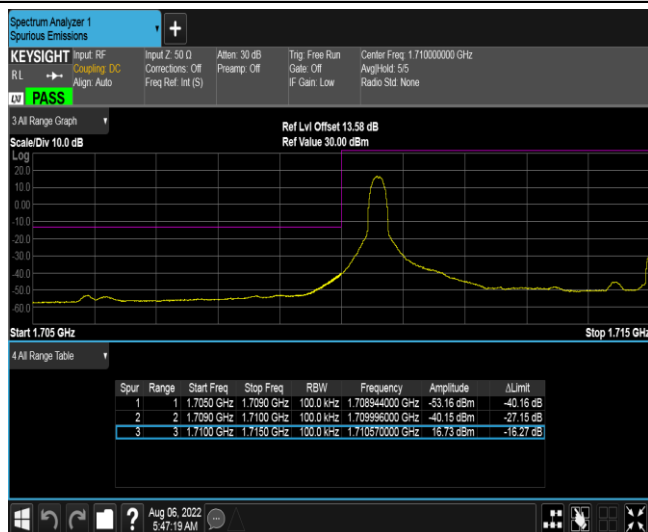 Spectrum Analyzer 1
Spurious Emissions
KEYSIGHT
RL
Input: RF
Coupling: DC
Align: Auto
Input Z: 50 Ω
Corrections: Off
Freq Ref: Int (S)
Atten: 30 dB
Preamp: Off
Trig: Free Run
Gate: Off
IF Gain: Low
Center Freq: 1.710000000 GHz
Avg|Hold: 5/5
Radio Std: None
LXI PASS
3 All Range Graph
Scale/Div 10.0 dB
Ref Lvl Offset 13.58 dB
Ref Value 30.00 dBm
Log
20.0
10.0
0.00
-10.0
-20.0
-30.0
-40.0
-50.0
-60.0
Start 1.705 GHz Stop 1.715 GHz
4 All Range Table
Spur Range Start Freq Stop Freq RBW Frequency Amplitude ΔLimit
1 1 1.7050 GHz 1.7090 GHz 100.0 kHz 1.708944000 GHz -53.16 dBm -40.16 dB
2 2 1.7090 GHz 1.7100 GHz 100.0 kHz 1.709996000 GHz -40.15 dBm -27.15 dB
3 3 1.7100 GHz 1.7150 GHz 100.0 kHz 1.710570000 GHz 16.73 dBm -16.27 dB
Aug 06, 2022
5:47:19 AM